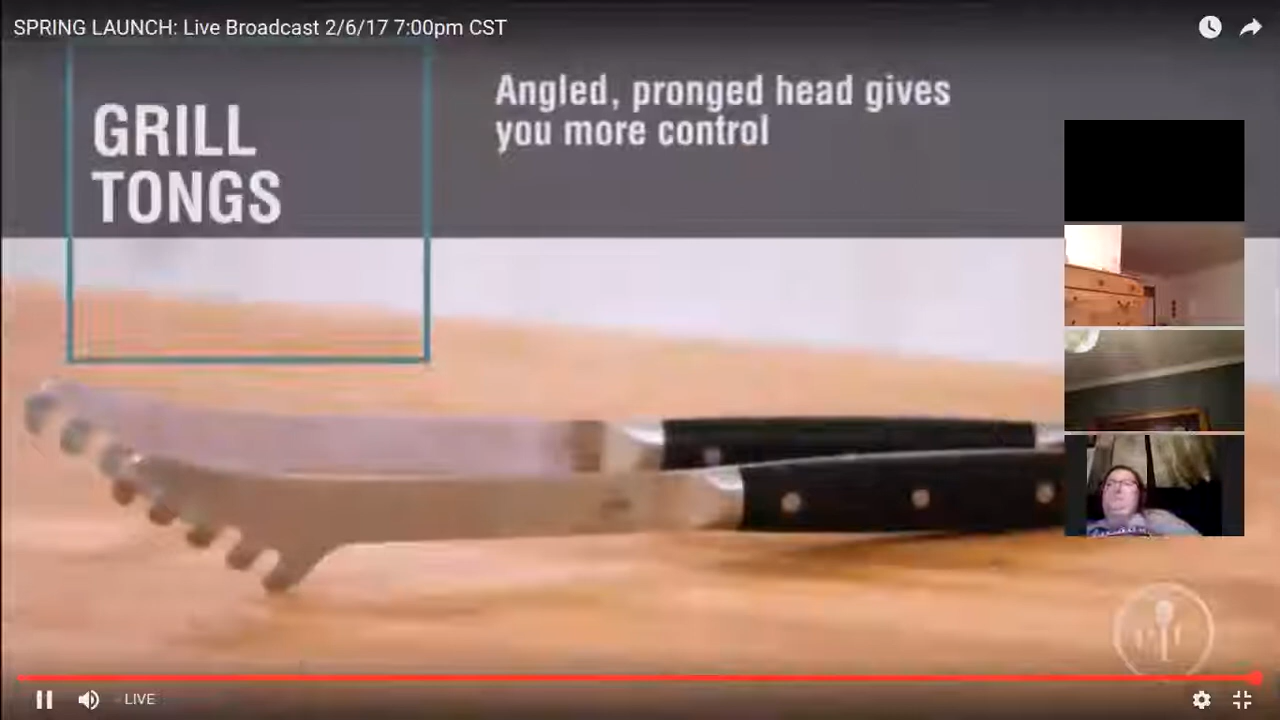 SPRING LAUNCH: Live Broadcast 2/6/17 7:00pm CST
GRILL
TONGS
Angled, pronged head gives
you more control
LIVE